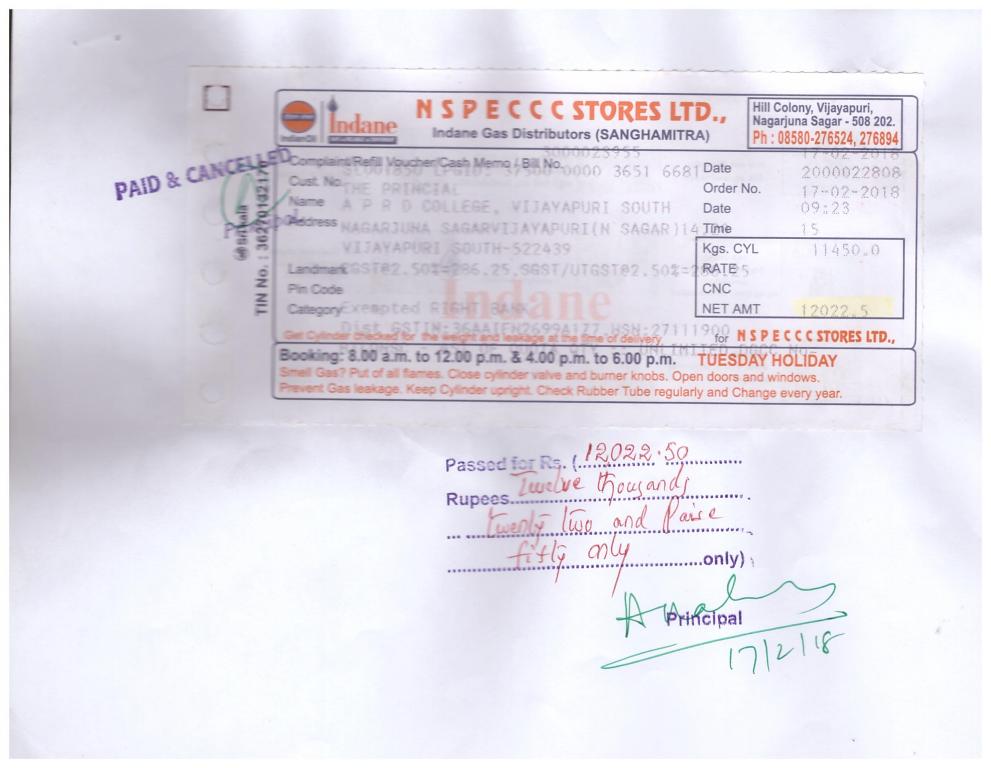 NSPECCC STORES LTD.,
Indane Gas Distributors (SANGHAMITRA)
IndianOil
Indane
Hill Colony, Vijayapuri,
Nagarjuna Sagar - 508 202.
Ph : 08580-276524, 276894
PAID & CANCELLED
TIN No. :
3000023955
17-02-2018
Complaint/Refill Voucher/Cash Memo / Bill No.
0000 3651 6681
Date
2000022808
Cust. No.
THE PRINCIAL
Order No.
17-02-2018
Name
A P R D COLLEGE, VIJAYAPURI SOUTH
Date
09:23
Address
NAGARJUNA SAGARVIJAYAPURI(N SAGAR)
Time
15
VIJAYAPURI SOUTH-522439
Kgs. CYL
11450.0
Landmark
CGST@2.50%=286.25,SGST/UTGST@2.50%=286.25
RATE
Pin Code
Indane
CNC
Category
Exempted RIGHT BANK
NET AMT
12022.5
Dist GSTIN:36AAIFN2699A1Z7 HSN:27111900
Get Cylinder checked for the weight and leakage at the time of delivery
for NSPECCC STORES LTD.,
UNLIMITED
Booking: 8.00 a.m. to 12.00 p.m. & 4.00 p.m. to 6.00 p.m. TUESDAY HOLIDAY
Smell Gas? Put of all flames. Close cylinder valve and burner knobs. Open doors and windows.
Prevent Gas leakage. Keep Cylinder upright. Check Rubber Tube regularly and Change every year.
Passed for Rs. (12022.50
Rupees Twelve thousands
twenty two and Paise
fifty only only)
Principal
17/2/18